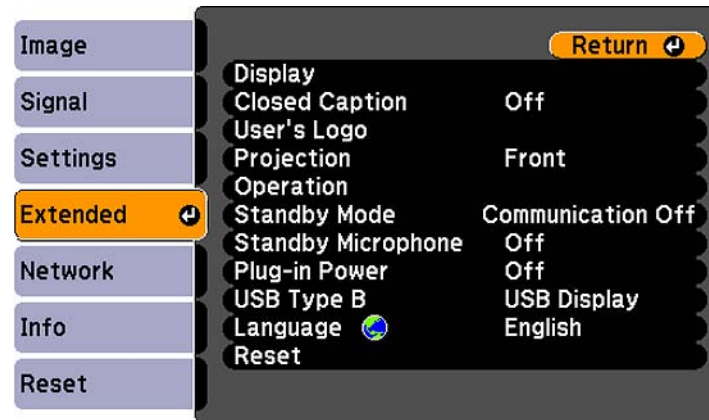 Image
Signal
Settings
Extended
Network
Info
Reset
Return
Display
Closed Caption Off
User's Logo
Projection Front
Operation
Standby Mode Communication Off
Standby Microphone Off
Plug-in Power Off
USB Type B USB Display
Language English
Reset